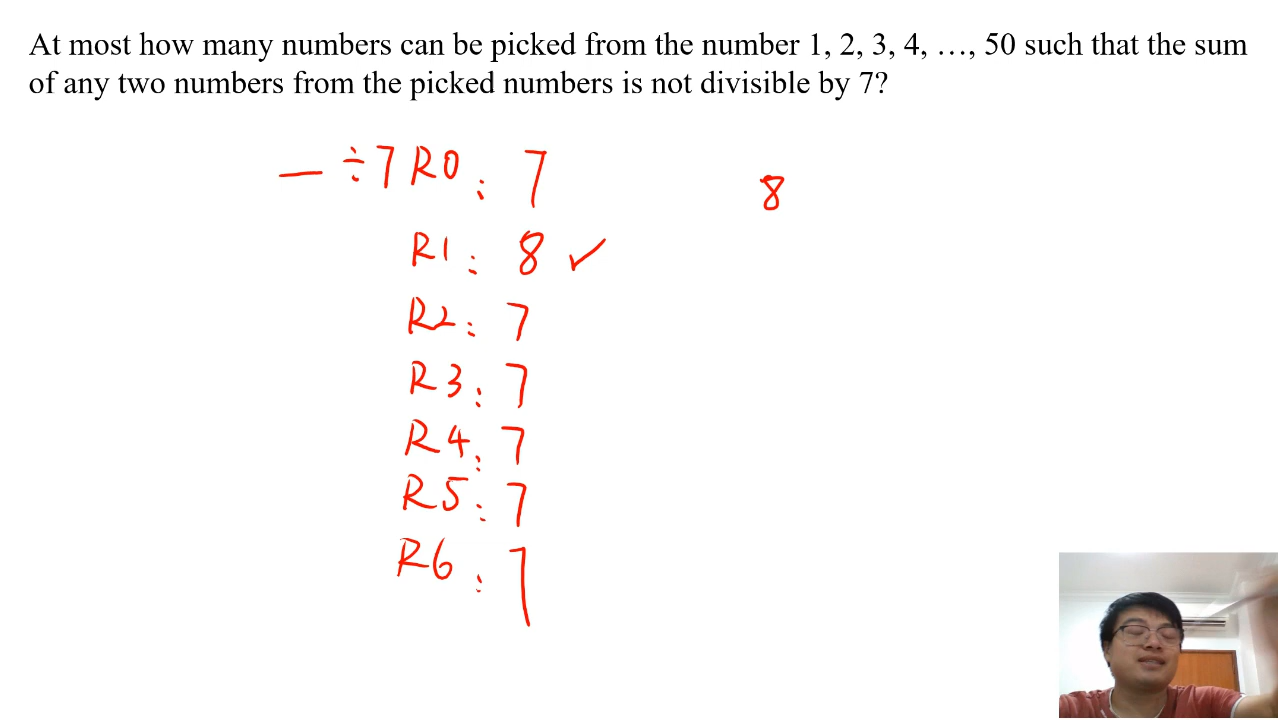 At most how many numbers can be picked from the number 1, 2, 3, 4, …, 50 such that the sum
of any two numbers from the picked numbers is not divisible by 7?
— ÷7 R0: 7
8
R1: 8 ✓
R2: 7
R3: 7
R4: 7
R5: 7
R6: 7